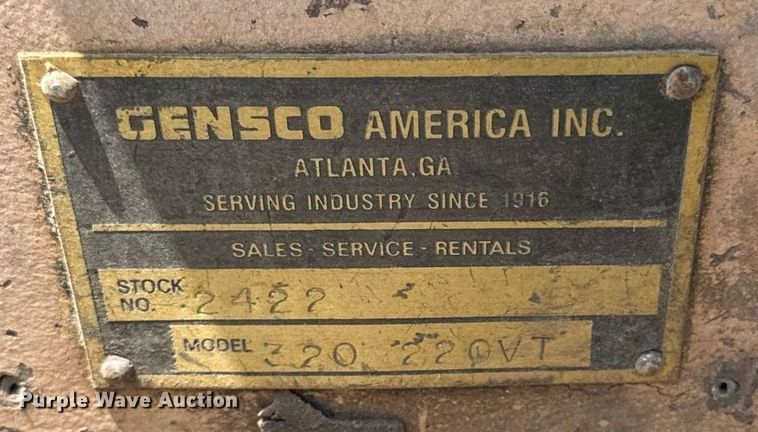 GENSCO AMERICA INC.
ATLANTA, GA
SERVING INDUSTRY SINCE 1916
SALES - SERVICE - RENTALS
STOCK NO. 2422
MODEL 320 220VT
Purple Wave Auction